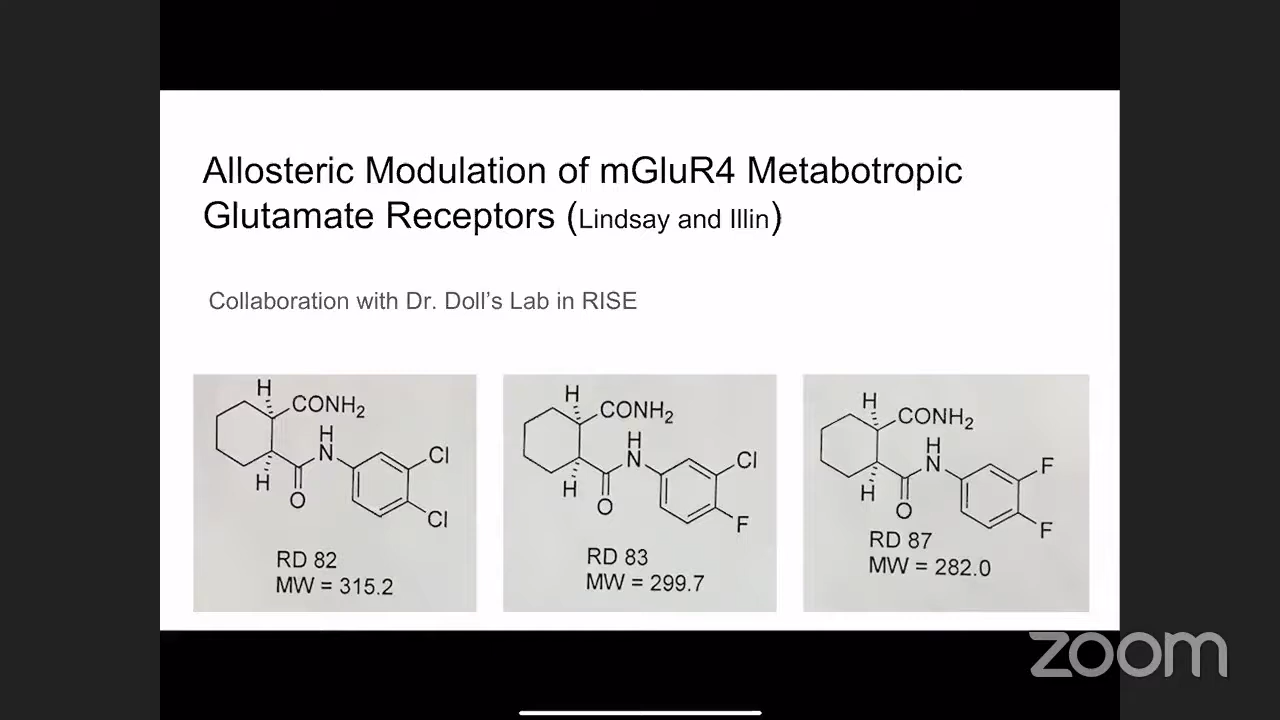 Allosteric Modulation of mGluR4 Metabotropic
Glutamate Receptors (Lindsay and Illin)
Collaboration with Dr. Doll's Lab in RISE
H
CONH₂
H
N
Cl
H
O
Cl
RD 82
MW = 315.2
H
CONH₂
H
N
Cl
H
O
F
RD 83
MW = 299.7
H
CONH₂
H
N
F
H
O
F
RD 87
MW = 282.0
zoom